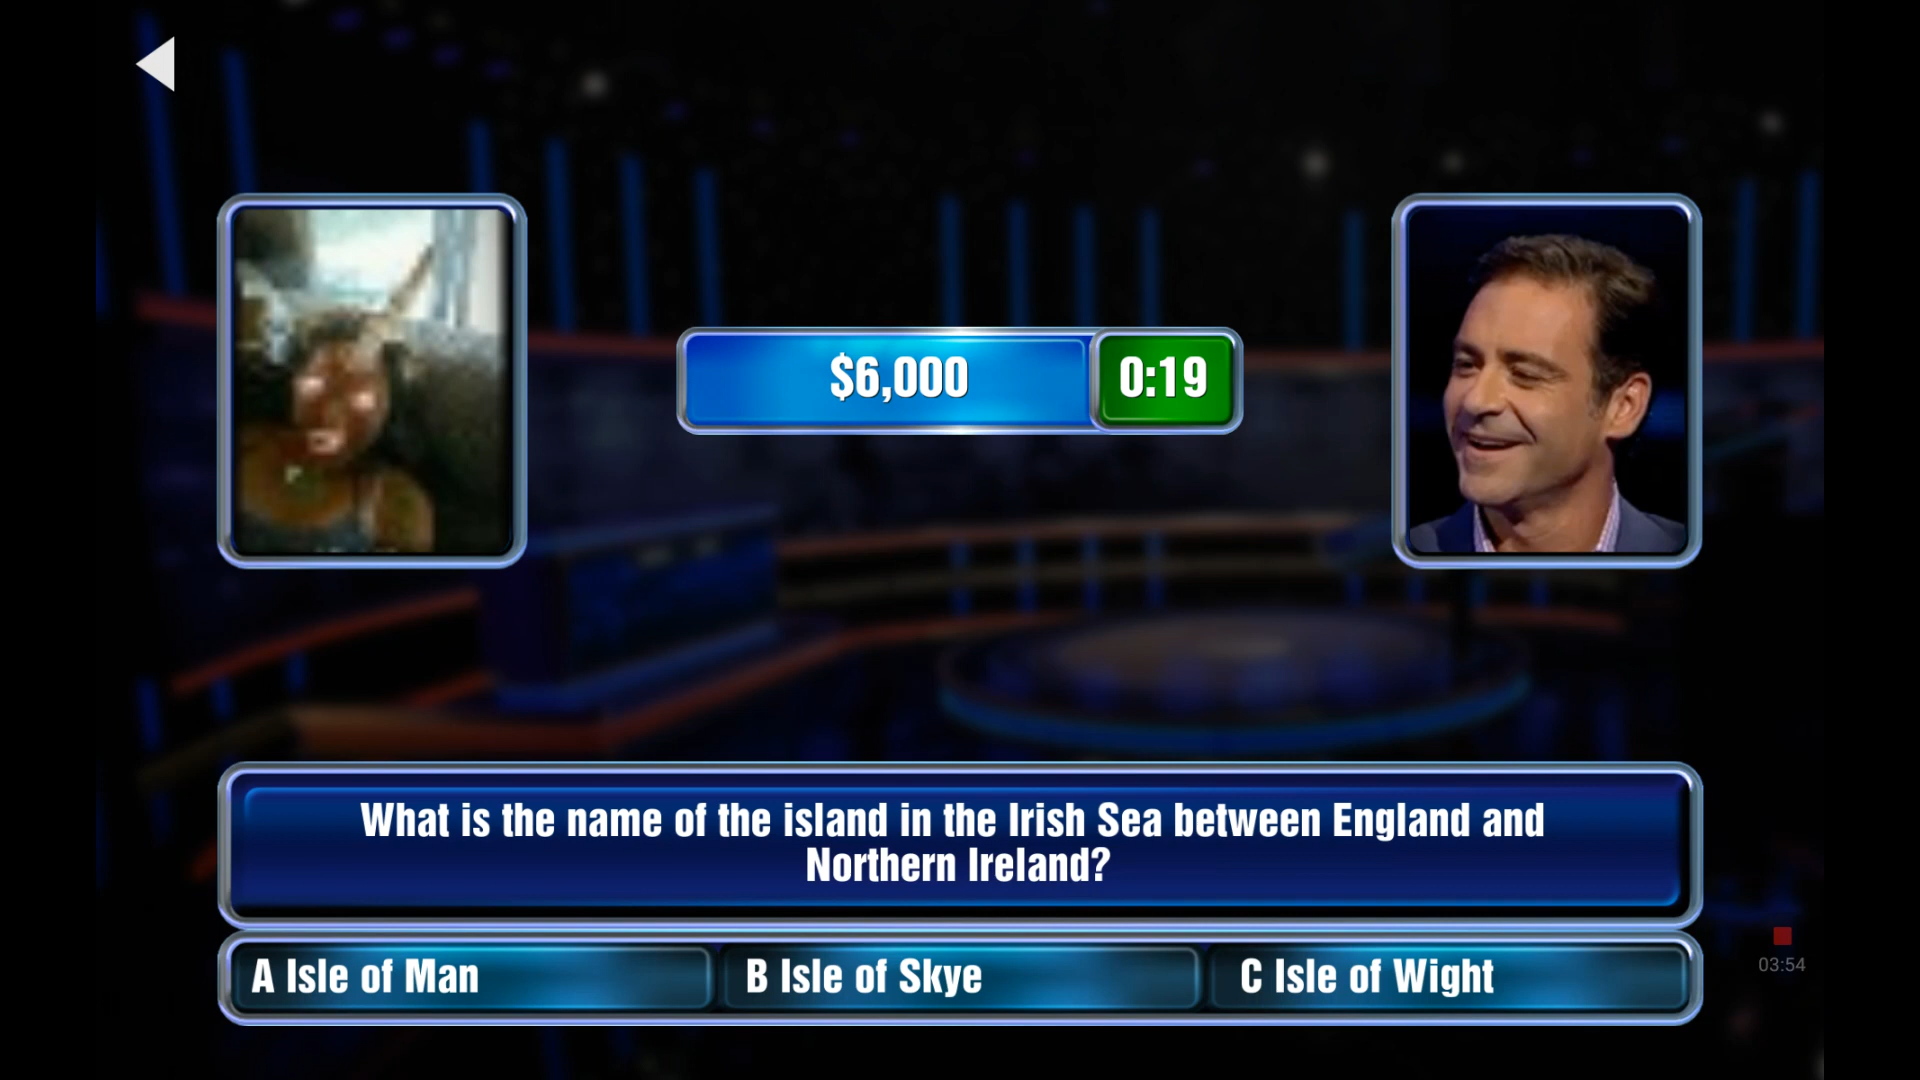 $6,000 0:19
What is the name of the island in the Irish Sea between England and
Northern Ireland?
A Isle of Man B Isle of Skye C Isle of Wight
03:54